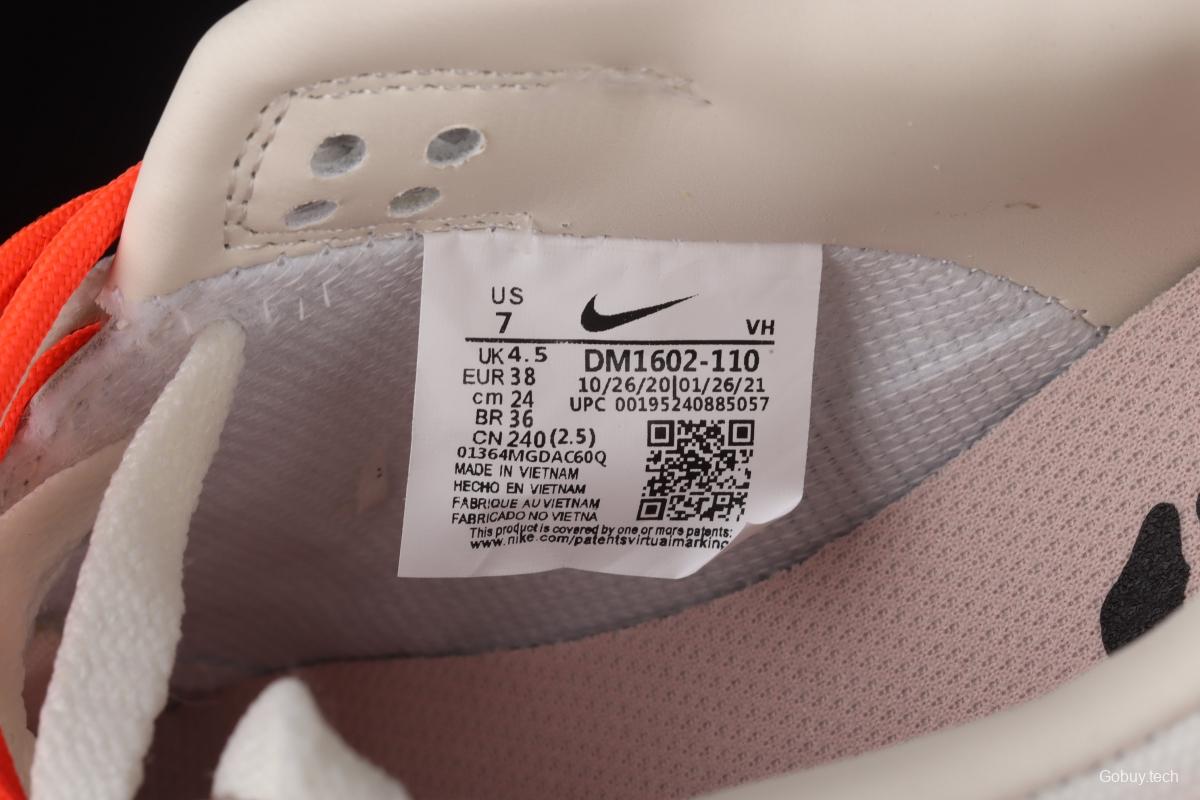 US
7
VH
UK 4.5
EUR 38
cm 24
BR 36
CN 240 (2.5)
DM1602-110
10/26/20|01/26/21
UPC 00195240885057
01364MGDAC60Q
MADE IN VIETNAM
HECHO EN VIETNAM
FABRIQUE AU VIETNAM
FABRICADO NO VIETNA
This product is covered by one or more patents:
www.nike.com/patentsvirtualmarking
Gobuy.tech